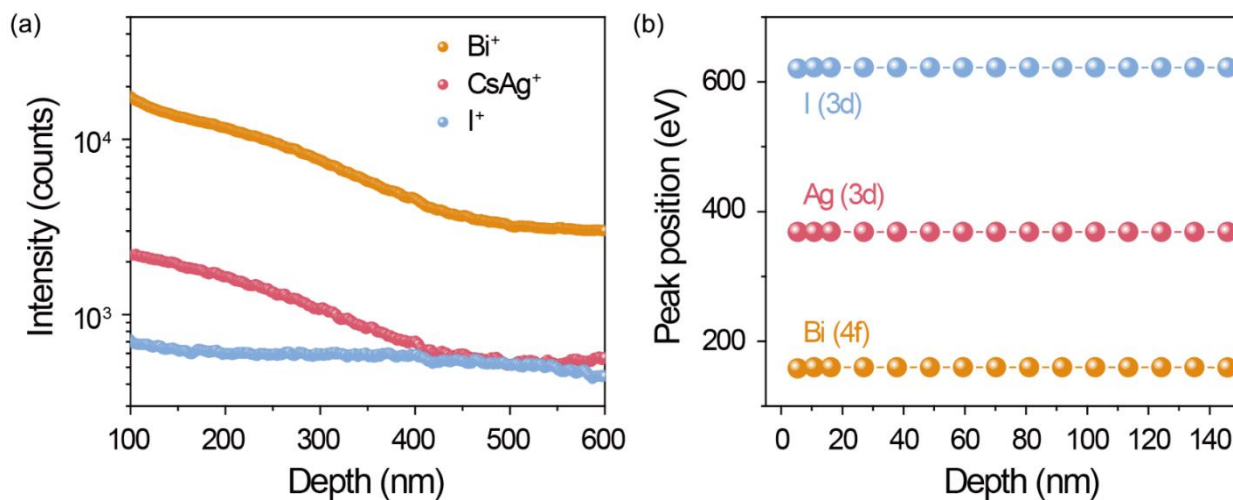 (a)
Intensity (counts)
10⁴
10³
Bi⁺
CsAg⁺
I⁺
100 200 300 400 500 600
Depth (nm)
(b)
Peak position (eV)
600
400
200
I (3d)
Ag (3d)
Bi (4f)
0 20 40 60 80 100 120 140
Depth (nm)